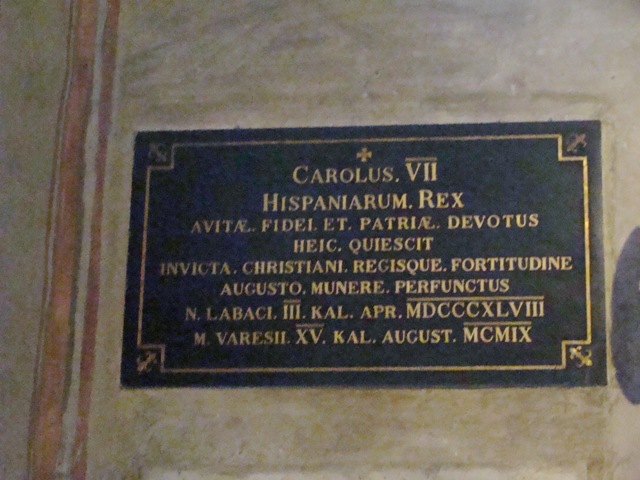 CAROLUS. VII
HISPANIARUM. REX
AVITÆ. FIDEI. ET. PATRIÆ. DEVOTUS
HEIC. QUIESCIT
INVICTA. CHRISTIANI. REGISQUE. FORTITUDINE
AUGUSTO. MUNERE. PERFUNCTUS
N. LABACI. III. KAL. APR. MDCCCXLVIII
M. VARESII. XV. KAL. AUGUST. MCMIX